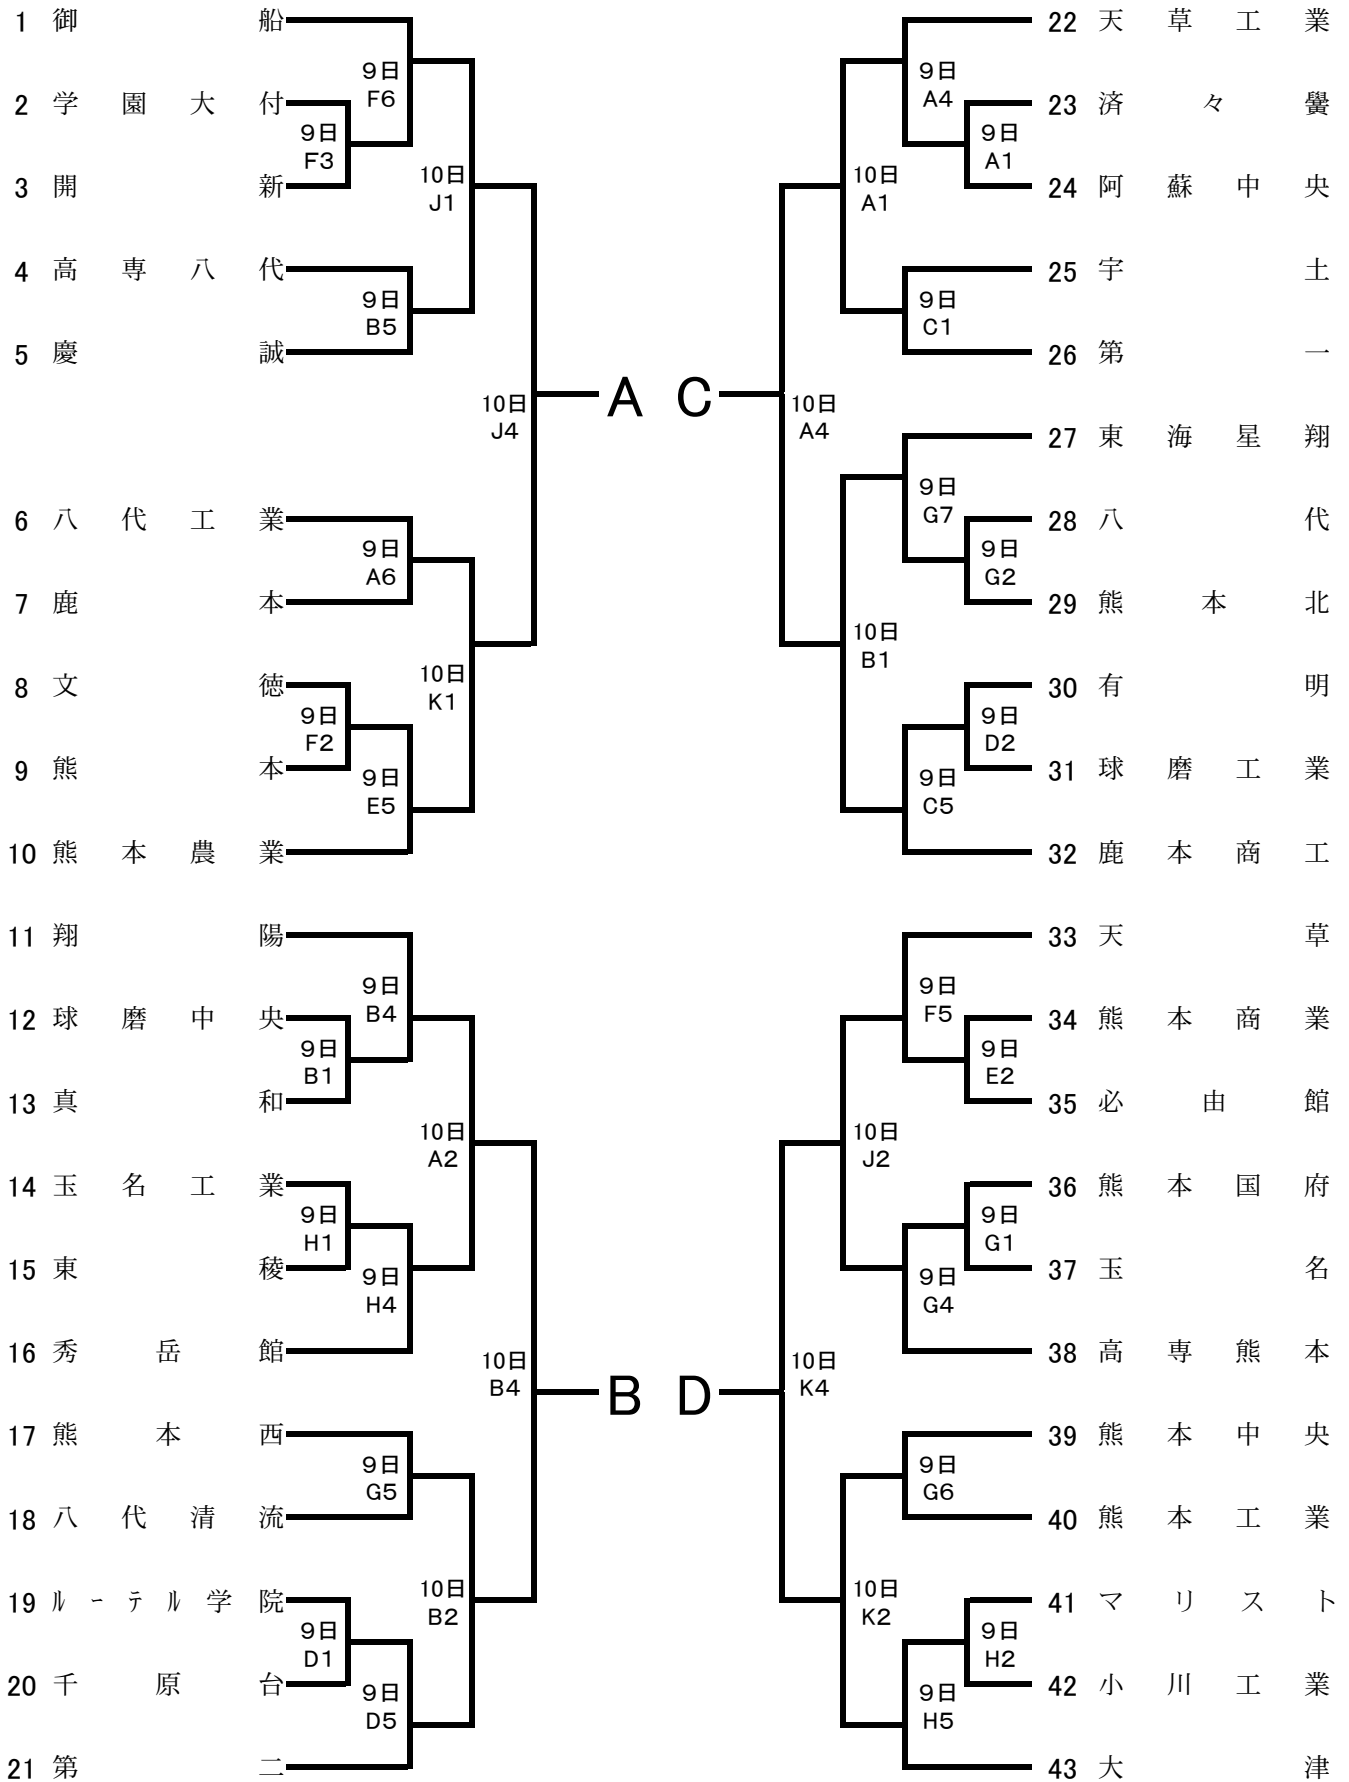 1 御船
9日
F6
2 学園大付
9日
F3
3 開新
10日
J1
4 高専八代
9日
B5
5 慶誠
10日
J4
A
6 八代工業
9日
A6
7 鹿本
10日
K1
8 文徳
9日
F2
9 熊本
9日
E5
10 熊本農業
11 翔陽
9日
B4
12 球磨中央
9日
B1
13 真和
10日
A2
14 玉名工業
9日
H1
15 東稜
9日
H4
16 秀岳館
10日
B4
B
17 熊本西
9日
G5
18 八代清流
10日
B2
19 ﾙｰﾃﾙ学院
9日
D1
20 千原台
9日
D5
21 第二
22 天草工業
9日
A4
23 済々黌
9日
A1
24 阿蘇中央
10日
A1
25 宇土
9日
C1
26 第一
C
10日
A4
27 東海星翔
9日
G7
28 八代
9日
G2
29 熊本北
10日
B1
30 有明
9日
D2
31 球磨工業
9日
C5
32 鹿本商工
33 天草
9日
F5
34 熊本商業
9日
E2
35 必由館
10日
J2
36 熊本国府
9日
G1
37 玉名
9日
G4
38 高専熊本
D
10日
K4
39 熊本中央
9日
G6
40 熊本工業
10日
K2
41 マリスト
9日
H2
42 小川工業
9日
H5
43 大津